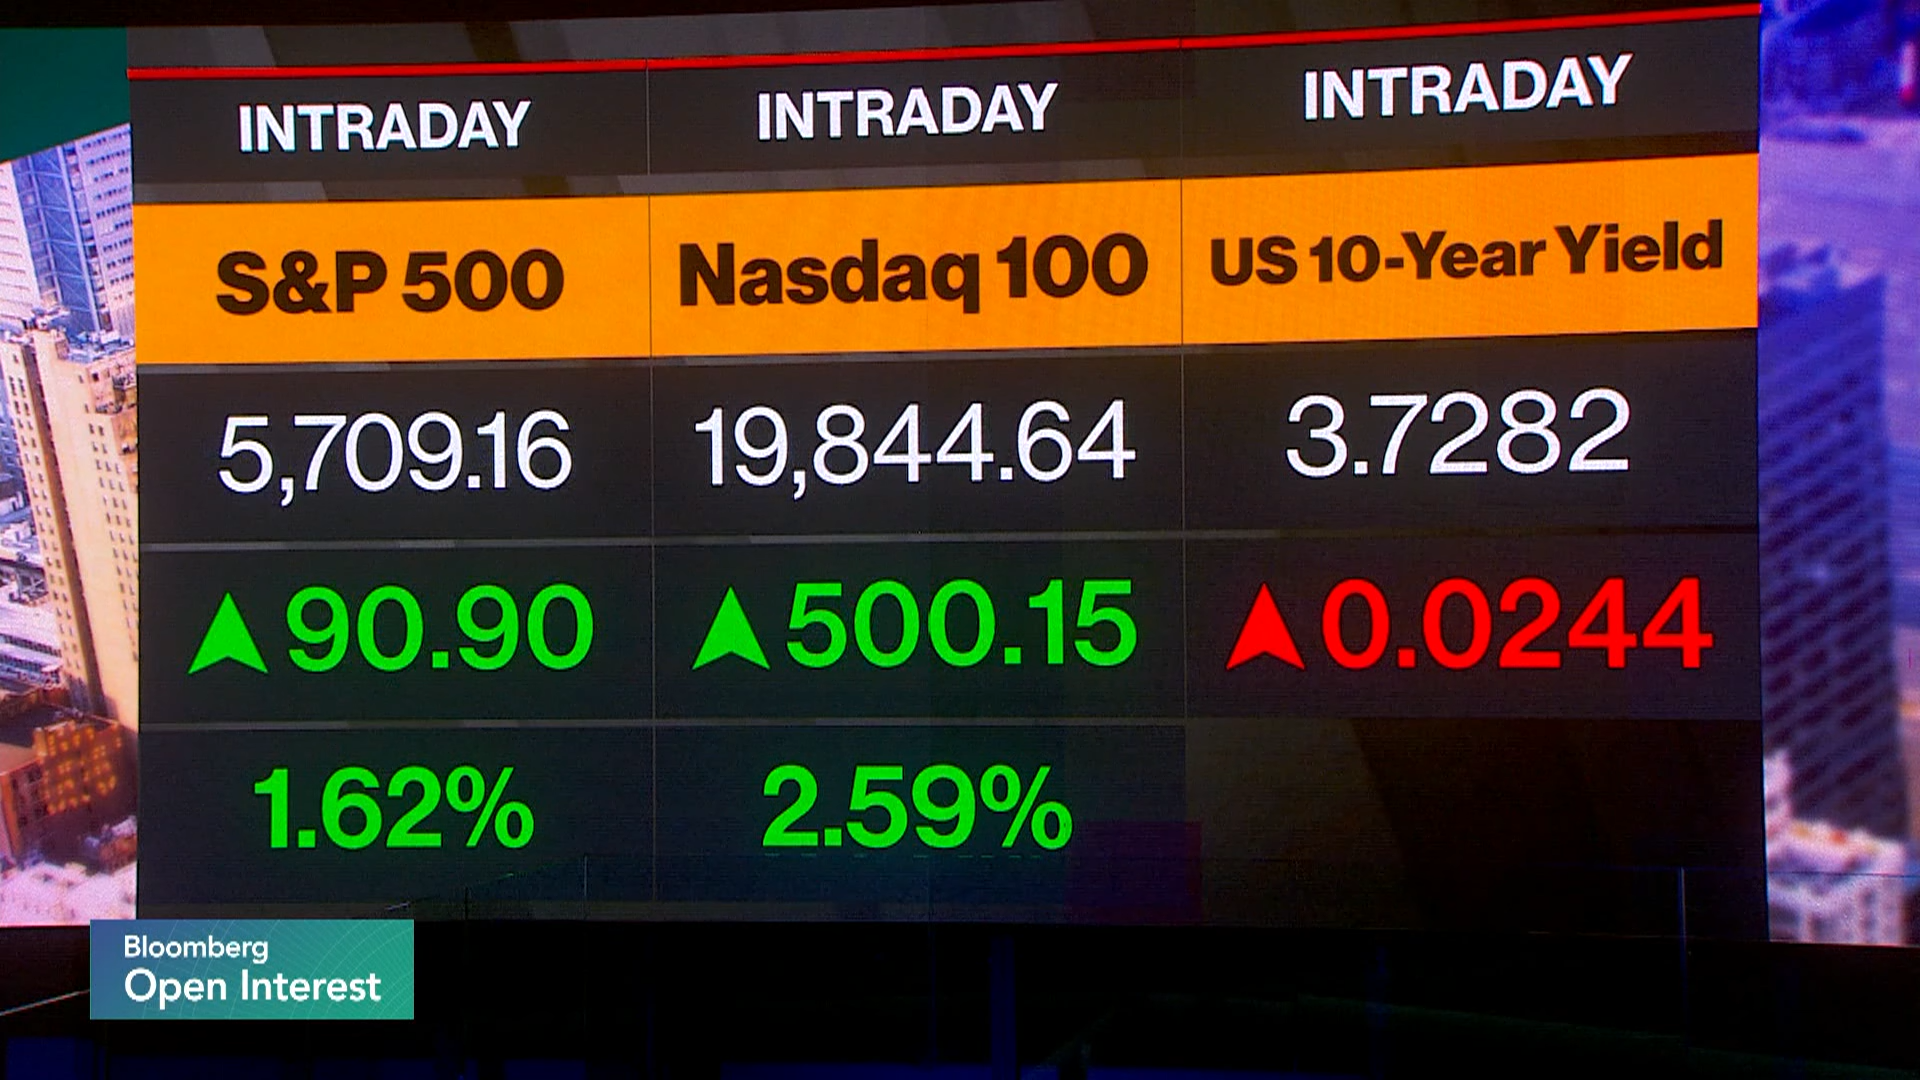 INTRADAY INTRADAY INTRADAY
S&P 500 Nasdaq 100 US 10-Year Yield
5,709.16 19,844.64 3.7282
▲90.90 ▲500.15 ▲0.0244
1.62% 2.59%
Bloomberg
Open Interest